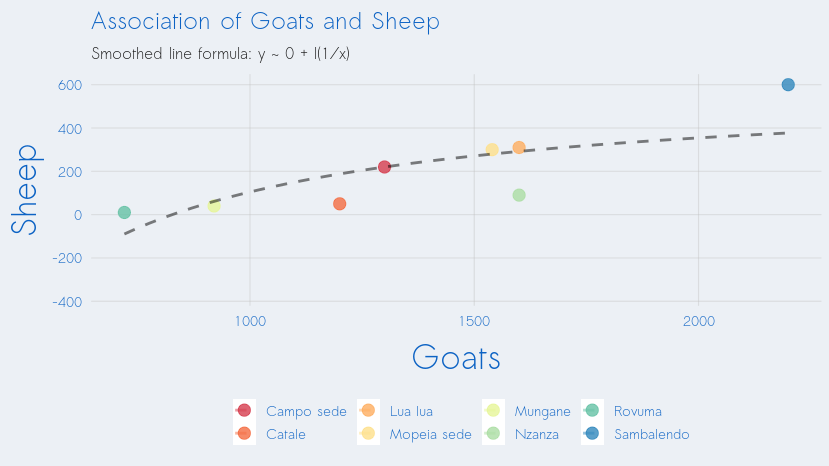 Association of Goats and Sheep
Smoothed line formula: y ~ 0 + I(1/x)
600
400
200
0
-200
-400
Sheep
1000 1500 2000
Goats
Campo sede Lua lua Mungane Rovuma
Catale Mopeia sede Nzanza Sambalendo